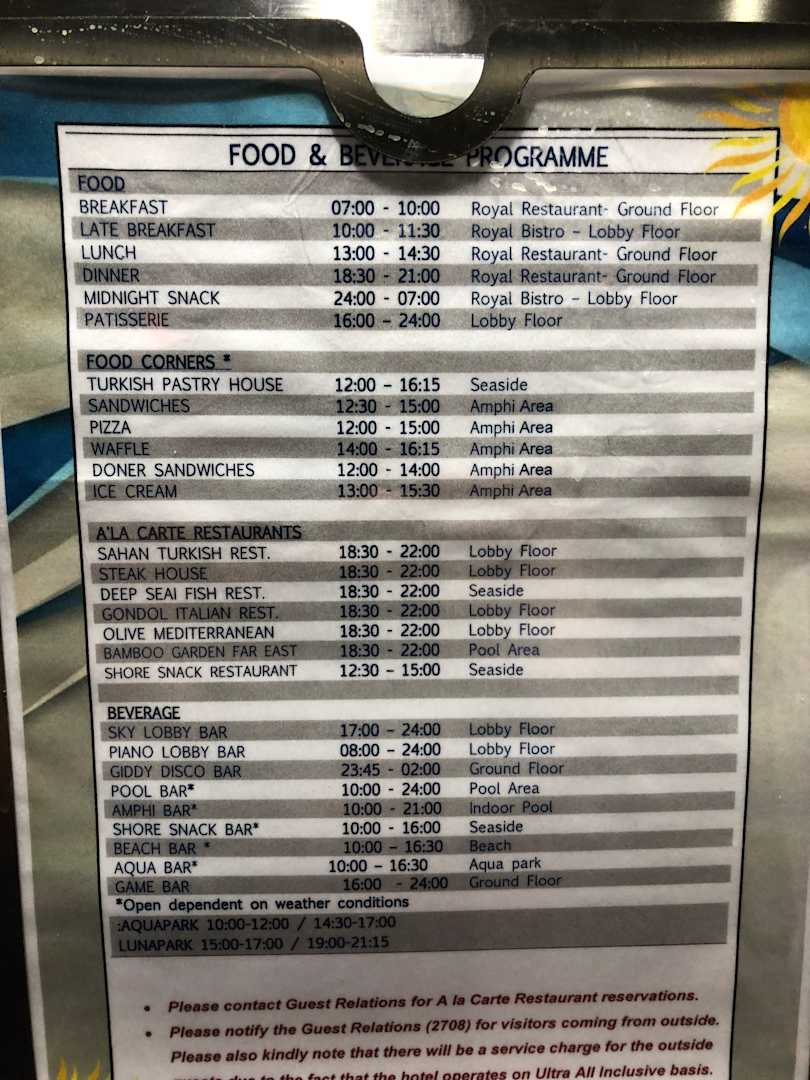 FOOD & BEVERAGE PROGRAMME
FOOD
BREAKFAST 07:00 - 10:00 Royal Restaurant- Ground Floor
LATE BREAKFAST 10:00 - 11:30 Royal Bistro – Lobby Floor
LUNCH 13:00 - 14:30 Royal Restaurant- Ground Floor
DINNER 18:30 - 21:00 Royal Restaurant- Ground Floor
MIDNIGHT SNACK 24:00 - 07:00 Royal Bistro – Lobby Floor
PATISSERIE 16:00 – 24:00 Lobby Floor
FOOD CORNERS *
TURKISH PASTRY HOUSE 12:00 – 16:15 Seaside
SANDWICHES 12:30 - 15:00 Amphi Area
PIZZA 12:00 - 15:00 Amphi Area
WAFFLE 14:00 - 16:15 Amphi Area
DONER SANDWICHES 12:00 - 14:00 Amphi Area
ICE CREAM 13:00 - 15:30 Amphi Area
A'LA CARTE RESTAURANTS
SAHAN TURKISH REST. 18:30 - 22:00 Lobby Floor
STEAK HOUSE 18:30 - 22:00 Lobby Floor
DEEP SEAI FISH REST. 18:30 - 22:00 Seaside
GONDOL ITALIAN REST. 18:30 - 22:00 Lobby Floor
OLIVE MEDITERRANEAN 18:30 - 22:00 Lobby Floor
BAMBOO GARDEN FAR EAST 18:30 - 22:00 Pool Area
SHORE SNACK RESTAURANT 12:30 - 15:00 Seaside
BEVERAGE
SKY LOBBY BAR 17:00 – 24:00 Lobby Floor
PIANO LOBBY BAR 08:00 - 24:00 Lobby Floor
GIDDY DISCO BAR 23:45 - 02:00 Ground Floor
POOL BAR* 10:00 - 24:00 Pool Area
AMPHI BAR* 10:00 - 21:00 Indoor Pool
SHORE SNACK BAR* 10:00 - 16:00 Seaside
BEACH BAR * 10:00 – 16:30 Beach
AQUA BAR* 10:00 – 16:30 Aqua park
GAME BAR 16:00 - 24:00 Ground Floor
*Open dependent on weather conditions
:AQUAPARK 10:00-12:00 / 14:30-17:00
LUNAPARK 15:00-17:00 / 19:00-21:15
• Please contact Guest Relations for A la Carte Restaurant reservations.
• Please notify the Guest Relations (2708) for visitors coming from outside.
Please also kindly note that there will be a service charge for the outside
guests due to the fact that the hotel operates on Ultra All Inclusive basis.